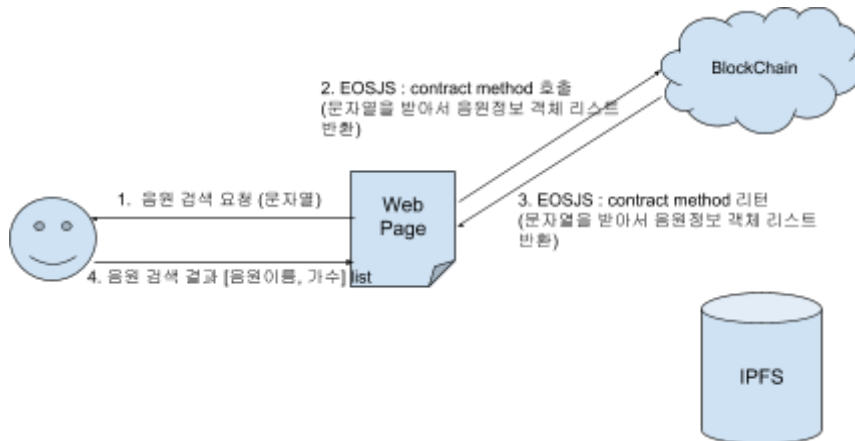 BlockChain
2. EOSJS : contract method 호출
(문자열을 받아서 음원정보 객체 리스트
반환)
1. 음원 검색 요청 (문자열)
Web
Page
3. EOSJS : contract method 리턴
(문자열을 받아서 음원정보 객체 리스트
반환)
4. 음원 검색 결과 [음원이름, 가수] list
IPFS